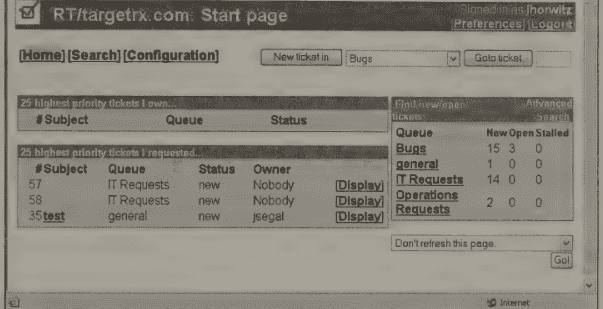 RT/targetrx.com: Start page
Signed in as jhorwitz
[Preferences] [Logout]
[Home] [Search] [Configuration]
New ticket in
Bugs
Goto ticket
25 highest priority tickets I own...
# Subject Queue Status
25 highest priority tickets I requested...
# Subject Queue Status Owner
57 IT Requests new Nobody [Display]
58 IT Requests new Nobody [Display]
35 test general new jsegal [Display]
Find new/open tickets
Advanced Search
Queue New Open Stalled
Bugs 15 3 0
general 1 0 0
IT Requests 14 0 0
Operations Requests 2 0 0
Don't refresh this page.
Go!
Internet